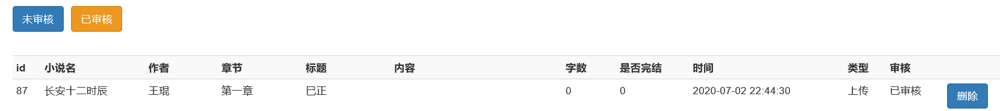 未审核 已审核
id 小说名 作者 章节 标题 内容 字数 是否完结 时间 类型 审核
87 长安十二时辰 王琨 第一章 巳正 0 0 2020-07-02 22:44:30 上传 已审核 删除